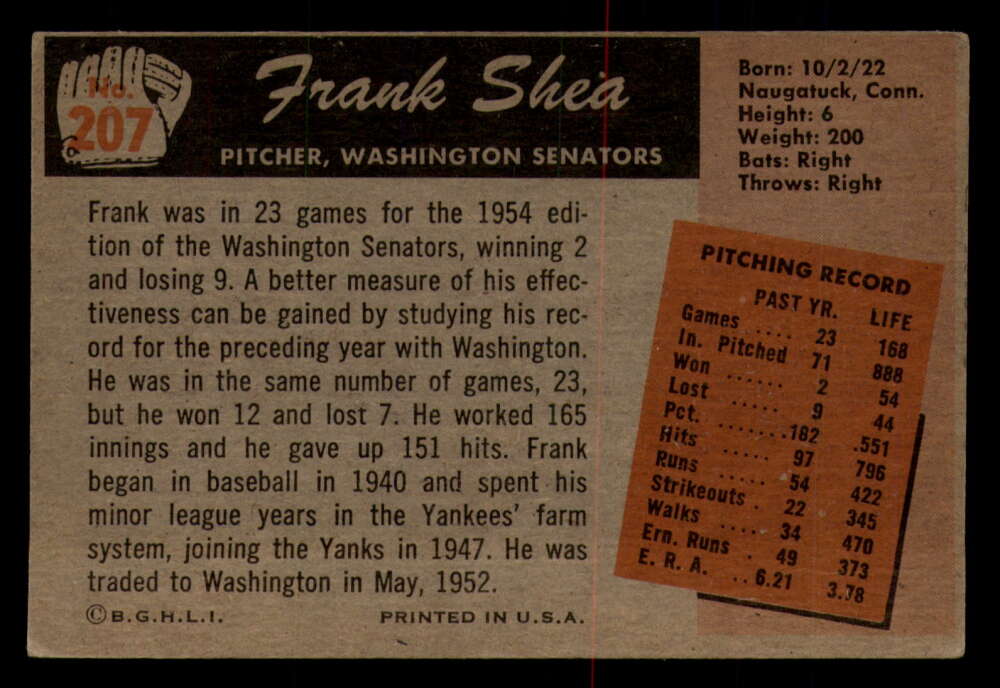 No.
207
Frank Shea
PITCHER, WASHINGTON SENATORS
Born: 10/2/22
Naugatuck, Conn.
Height: 6
Weight: 200
Bats: Right
Throws: Right
Frank was in 23 games for the 1954 edi-
tion of the Washington Senators, winning 2
and losing 9. A better measure of his effec-
tiveness can be gained by studying his rec-
ord for the preceding year with Washington.
He was in the same number of games, 23,
but he won 12 and lost 7. He worked 165
innings and he gave up 151 hits. Frank
began in baseball in 1940 and spent his
minor league years in the Yankees' farm
system, joining the Yanks in 1947. He was
traded to Washington in May, 1952.
©B.G.H.L.I. PRINTED IN U.S.A.
PITCHING RECORD
PAST YR. LIFE
Games .... 23 168
In. Pitched 71 888
Won ...... 2 54
Lost ..... 9 44
Pct. .......182 .551
Hits ..... 97 796
Runs ..... 54 422
Strikeouts . 22 345
Walks .... 34 470
Ern. Runs . 49 373
E. R. A. ..6.21 3.78